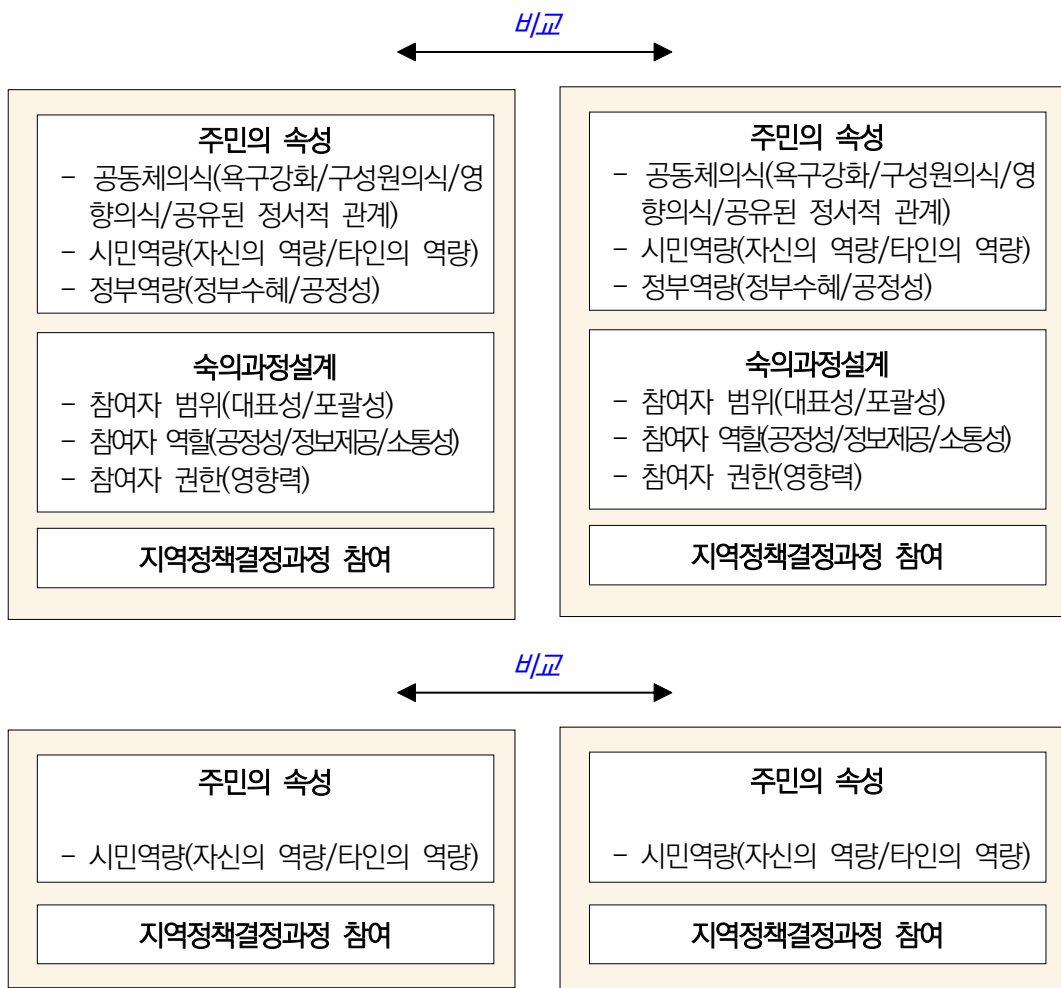 비교
주민의 속성
- 공동체의식(욕구강화/구성원의식/영
향의식/공유된 정서적 관계)
- 시민역량(자신의 역량/타인의 역량)
- 정부역량(정부수혜/공정성)
숙의과정설계
- 참여자 범위(대표성/포괄성)
- 참여자 역할(공정성/정보제공/소통성)
- 참여자 권한(영향력)
지역정책결정과정 참여
주민의 속성
- 공동체의식(욕구강화/구성원의식/영
향의식/공유된 정서적 관계)
- 시민역량(자신의 역량/타인의 역량)
- 정부역량(정부수혜/공정성)
숙의과정설계
- 참여자 범위(대표성/포괄성)
- 참여자 역할(공정성/정보제공/소통성)
- 참여자 권한(영향력)
지역정책결정과정 참여
비교
주민의 속성
- 시민역량(자신의 역량/타인의 역량)
지역정책결정과정 참여
주민의 속성
- 시민역량(자신의 역량/타인의 역량)
지역정책결정과정 참여